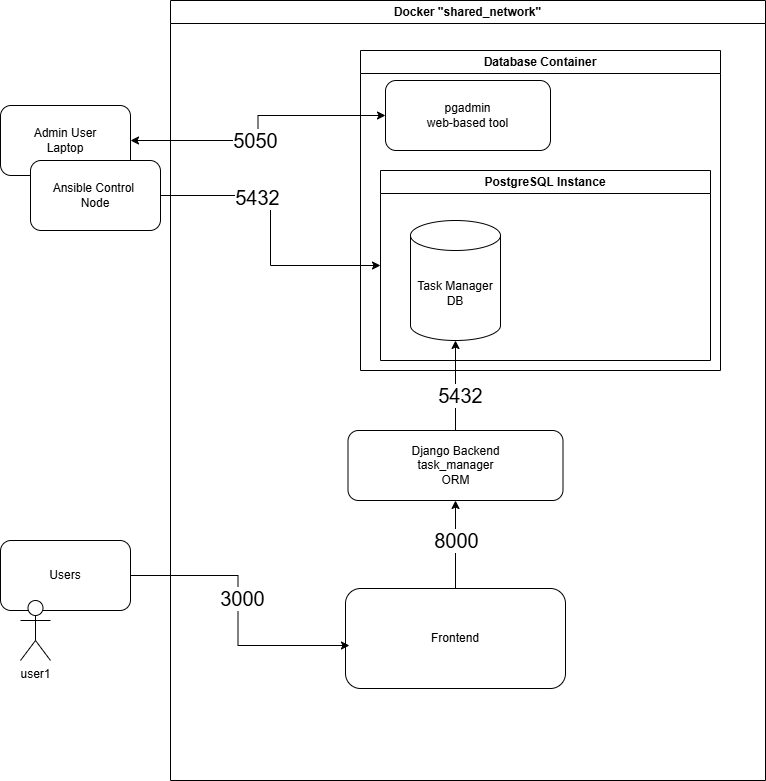 Docker "shared_network"
Database Container
pgadmin
web-based tool
Admin User
Laptop
5050
Ansible Control
Node
5432
PostgreSQL Instance
Task Manager
DB
5432
Django Backend
task_manager
ORM
8000
Users
3000
Frontend
user1